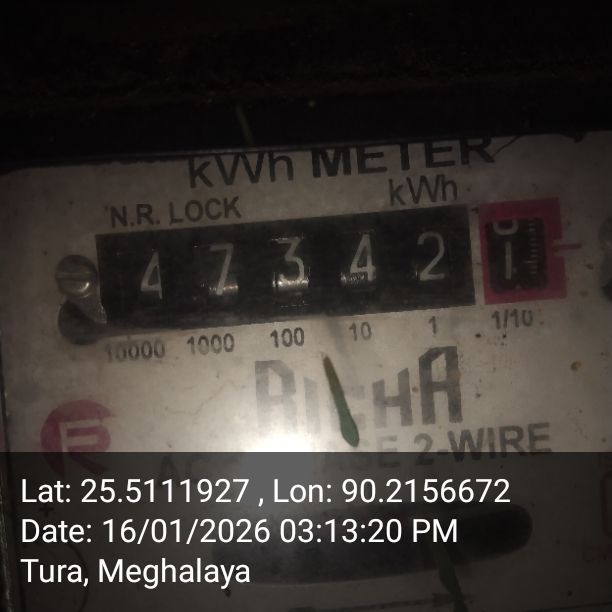 kWh METER
kWh
N.R. LOCK
4 7 3 4 2 1
10000 1000 100 10 1 1/10
RICHA
2-WIRE
Lat: 25.5111927 , Lon: 90.2156672
Date: 16/01/2026 03:13:20 PM
Tura, Meghalaya